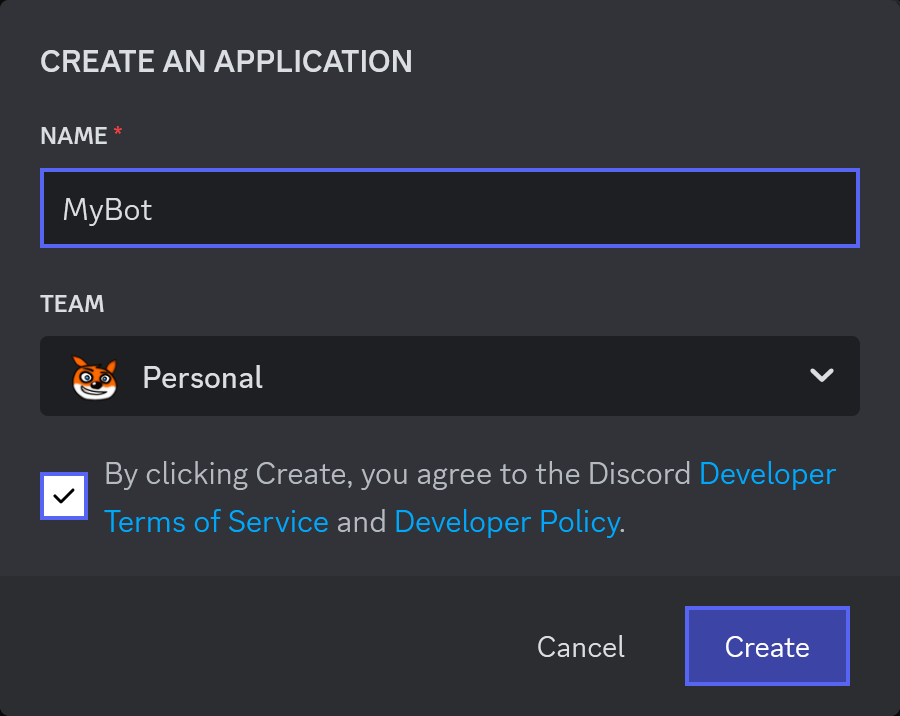 CREATE AN APPLICATION
NAME *
MyBot
TEAM
Personal
By clicking Create, you agree to the Discord Developer
Terms of Service and Developer Policy.
Cancel Create